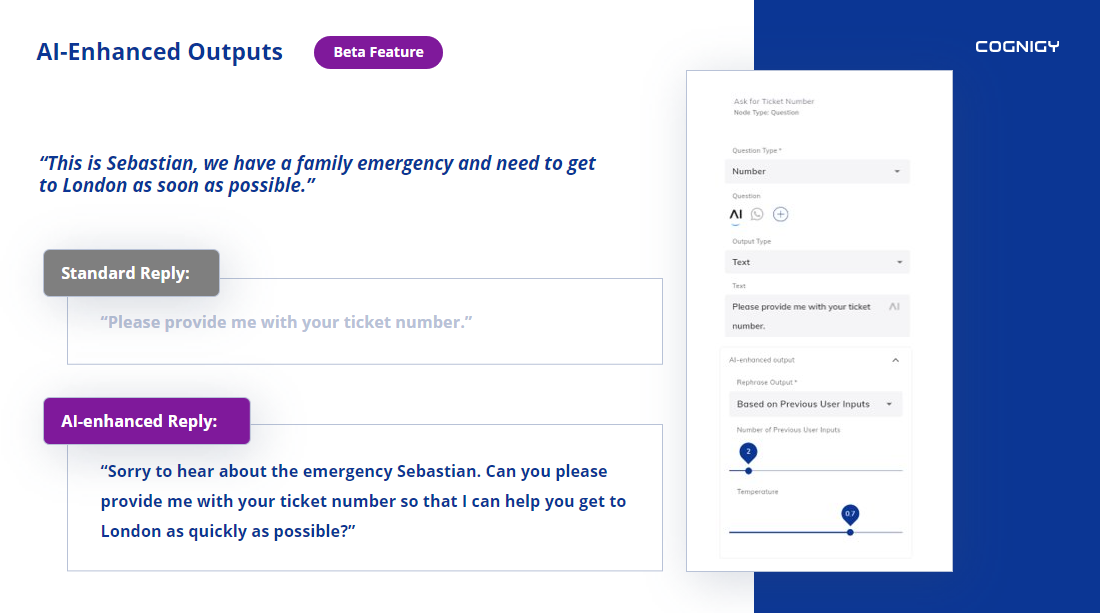 AI-Enhanced Outputs
Beta Feature
COGNIGY
“This is Sebastian, we have a family emergency and need to get
to London as soon as possible.”
Standard Reply:
“Please provide me with your ticket number.”
AI-enhanced Reply:
“Sorry to hear about the emergency Sebastian. Can you please
provide me with your ticket number so that I can help you get to
London as quickly as possible?”
Ask for Ticket Number
Node Type: Question
Question Type *
Number
Question
AI
Output Type
Text
Text
Please provide me with your ticket
number.
AI
AI-enhanced output
Rephrase Output *
Based on Previous User Inputs
Number of Previous User Inputs
2
Temperature
0.7